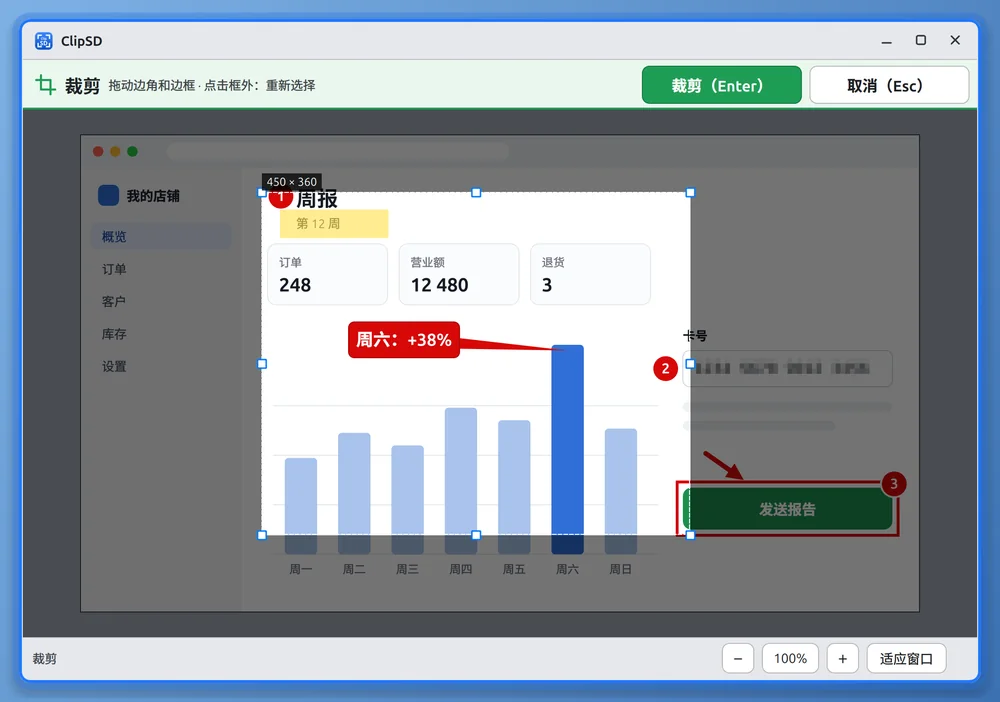 ClipSD
裁剪 拖动边角和边框 · 点击框外：重新选择
裁剪（Enter）
取消（Esc）
450 × 360
我的店铺
概览
订单
客户
库存
设置
1 周报
第 12 周
订单
248
营业额
12 480
退货
3
周六：+38%
周一 周二 周三 周四 周五 周六 周日
卡号
2
3
发送报告
裁剪
− 100% + 适应窗口